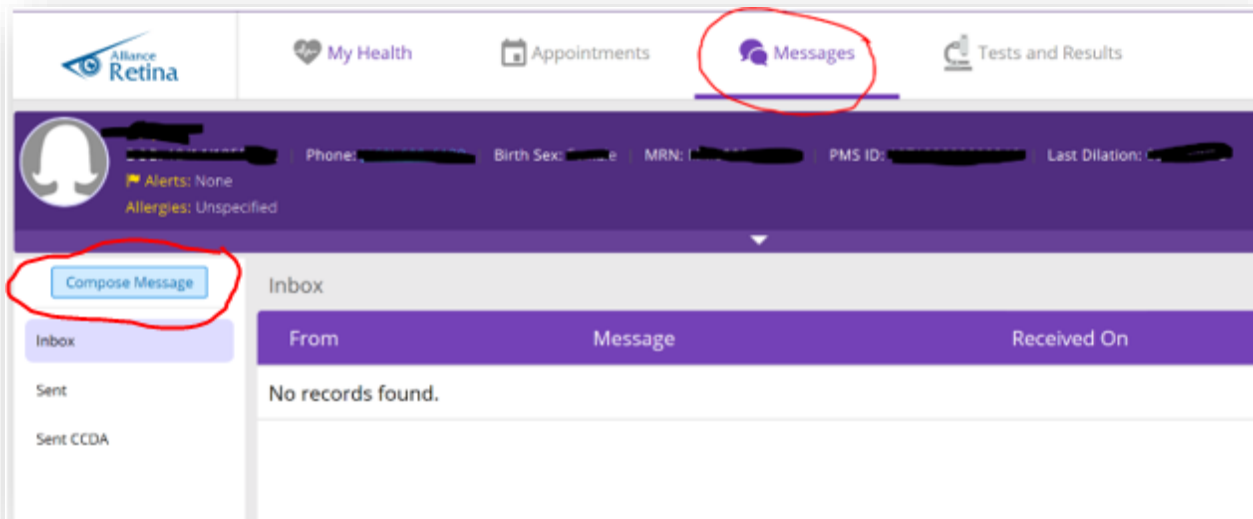 Alliance
Retina
My Health
Appointments
Messages
Tests and Results
Phone: Birth Sex: MRN: PMS ID: Last Dilation:
Alerts: None
Allergies: Unspecified
Compose Message
Inbox
Inbox
From Message Received On
Sent
No records found.
Sent CCDA